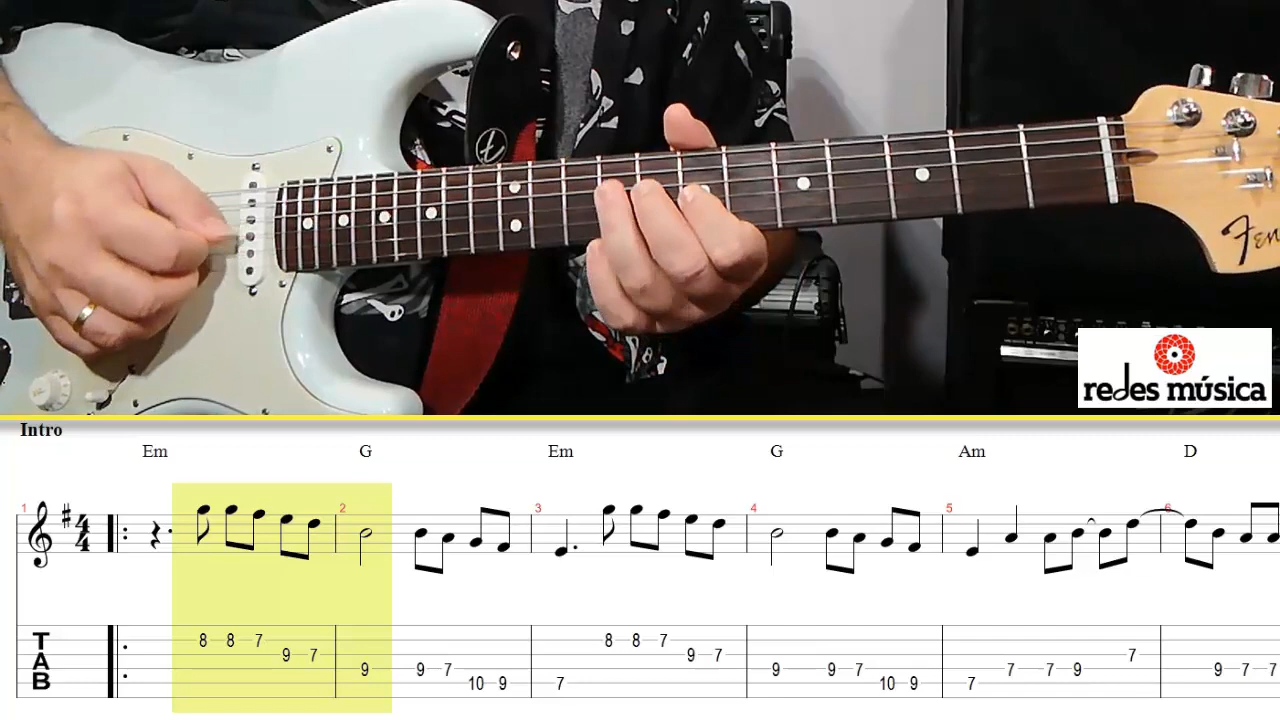 Fen
redes música
Intro
Em G Em G Am D
1 2 3 4 5 6
4
4
T
A
B
8 8 7 8 8 7
9 7 9 7 7
9 9 7 9 9 7 7 7 9 9 7 7
10 9 7 10 9 7